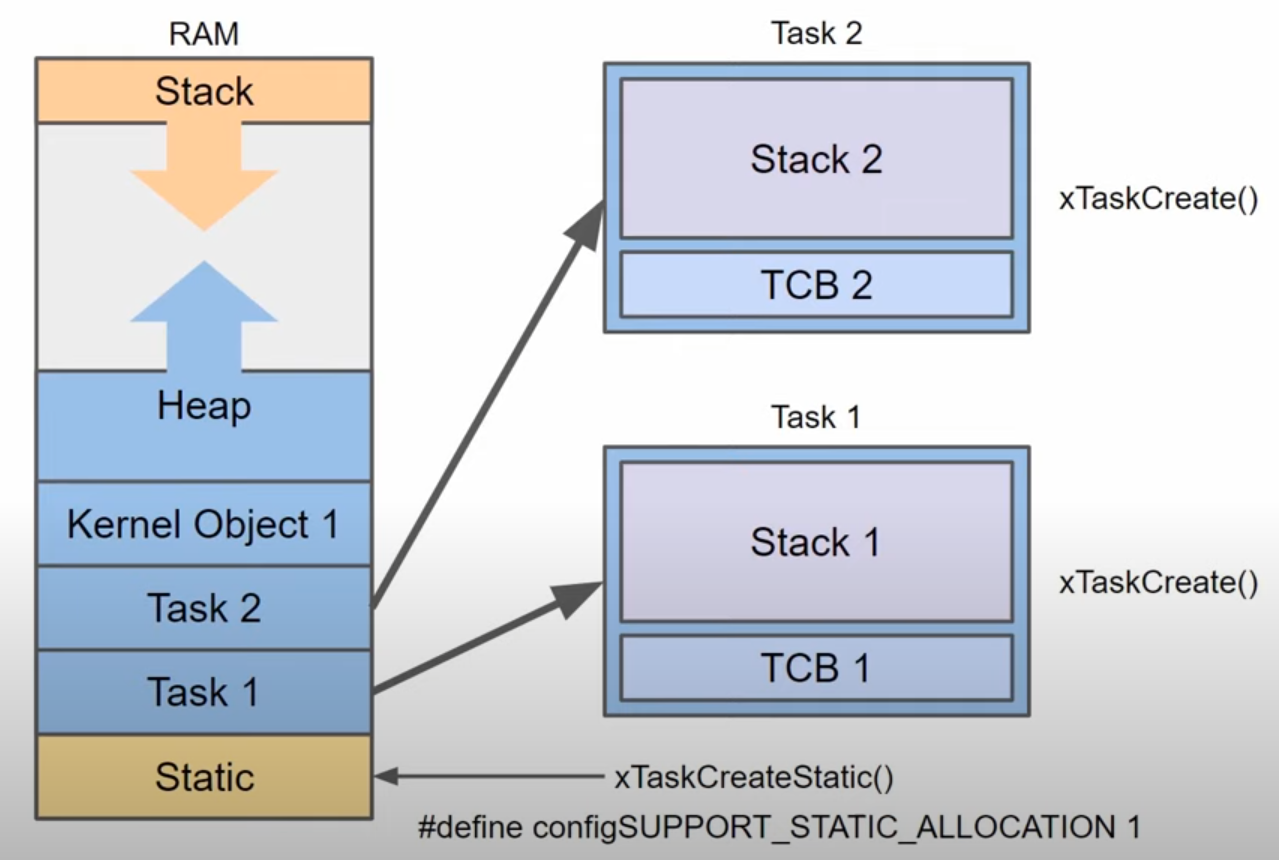 RAM
Stack
Heap
Kernel Object 1
Task 2
Task 1
Static
Task 2
Stack 2
TCB 2
xTaskCreate()
Task 1
Stack 1
TCB 1
xTaskCreate()
xTaskCreateStatic()
#define configSUPPORT_STATIC_ALLOCATION 1